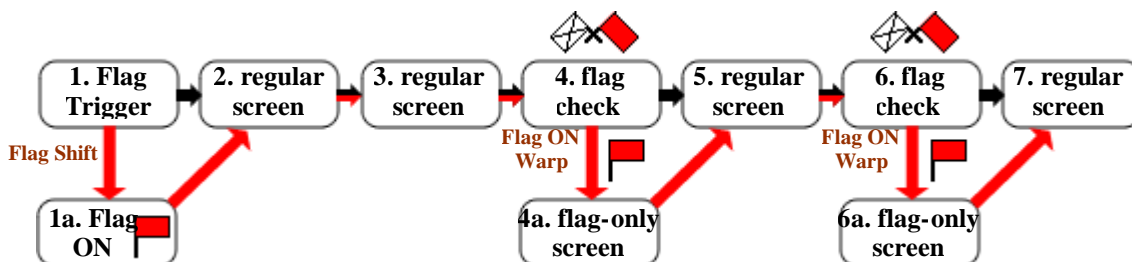 1. Flag
Trigger
2. regular
screen
3. regular
screen
4. flag
check
5. regular
screen
6. flag
check
7. regular
screen
Flag Shift
Flag ON
Warp
Flag ON
Warp
1a. Flag
ON
4a. flag-only
screen
6a. flag-only
screen